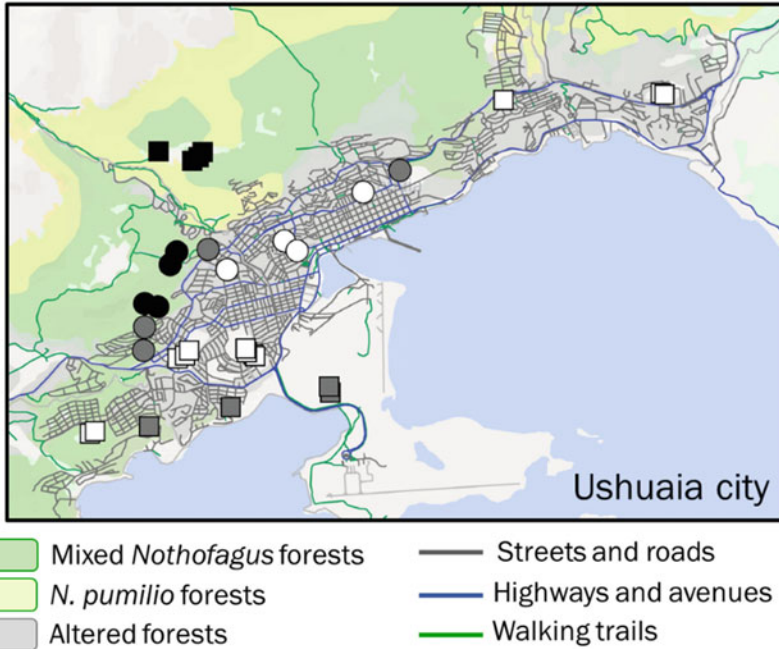 Ushuaia city
Mixed Nothofagus forests
N. pumilio forests
Altered forests
Streets and roads
Highways and avenues
Walking trails